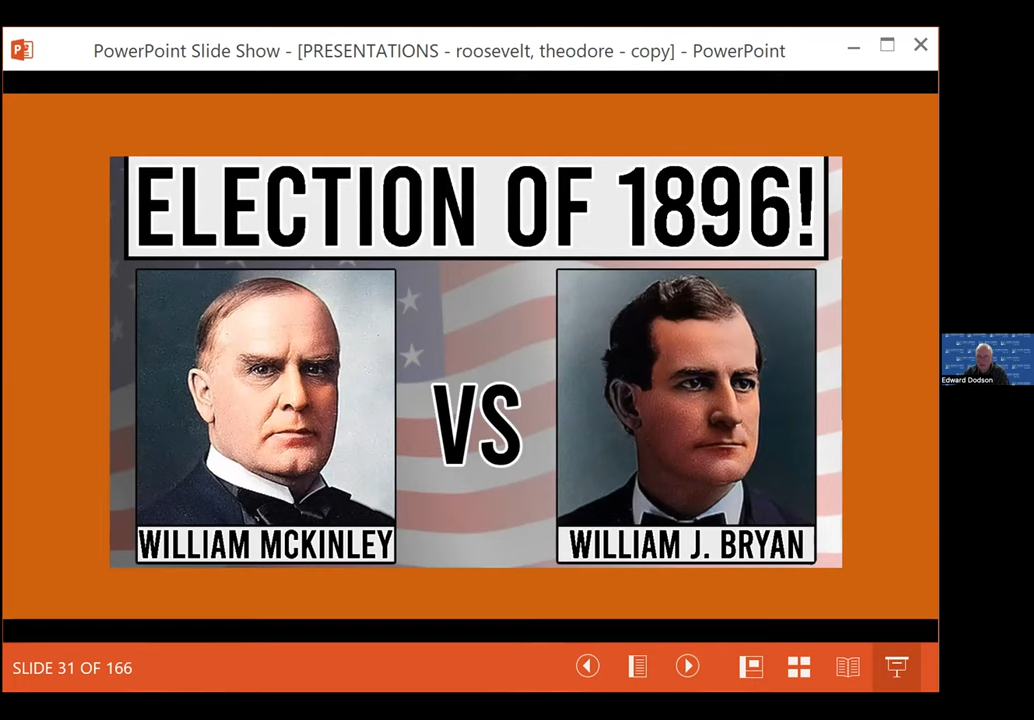 PowerPoint Slide Show - [PRESENTATIONS - roosevelt, theodore - copy] - PowerPoint
ELECTION OF 1896!
VS
WILLIAM MCKINLEY
WILLIAM J. BRYAN
Edward Dodson
SLIDE 31 OF 166